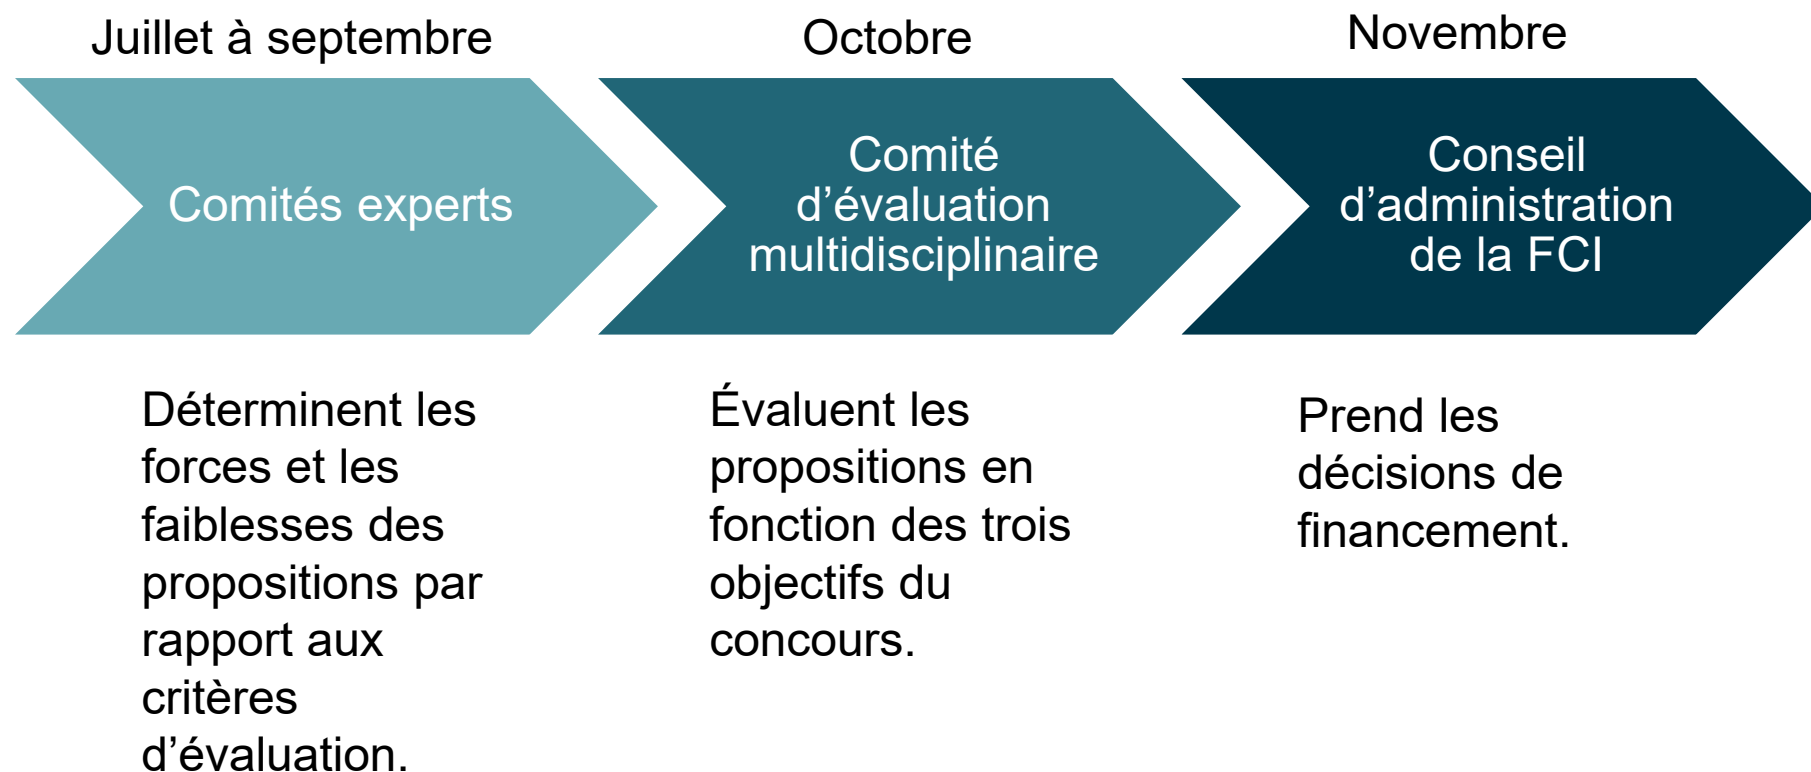 Juillet à septembre
Comités experts
Déterminent les
forces et les
faiblesses des
propositions par
rapport aux
critères
d’évaluation.
Octobre
Comité
d’évaluation
multidisciplinaire
Évaluent les
propositions en
fonction des trois
objectifs du
concours.
Novembre
Conseil
d’administration
de la FCI
Prend les
décisions de
financement.